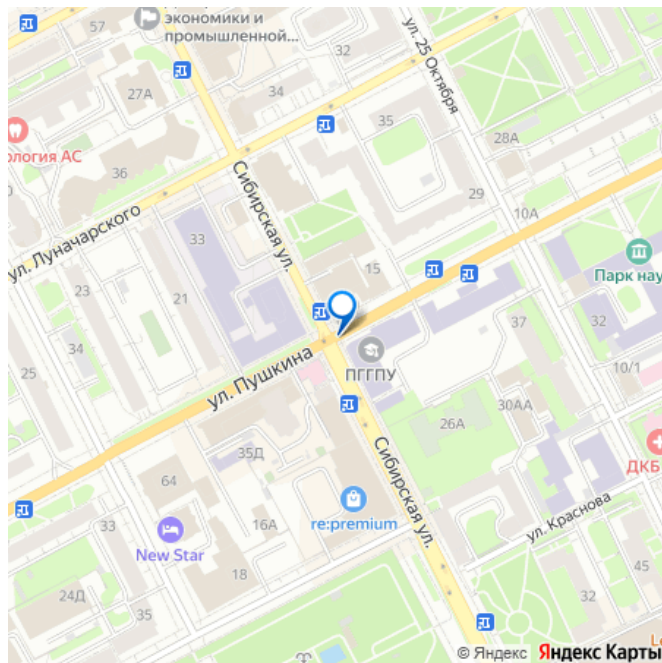 экономики и
промышленной...
57
32
ул. 25 Октября
27А
34
35
28А
ология АС
36
Сибирская ул.
29
10А
ул. Луначарского
33
15
Парк нау
23
21
37
32
34
ПГГПУ
10/1
25
ул. Пушкина
30АА
26А
ДКБ
35Д
Сибирская ул.
64
re:premium
ул. Краснова
33
16А
New Star
18
45
24Д
35
32
© Яндекс Яндекс Карты